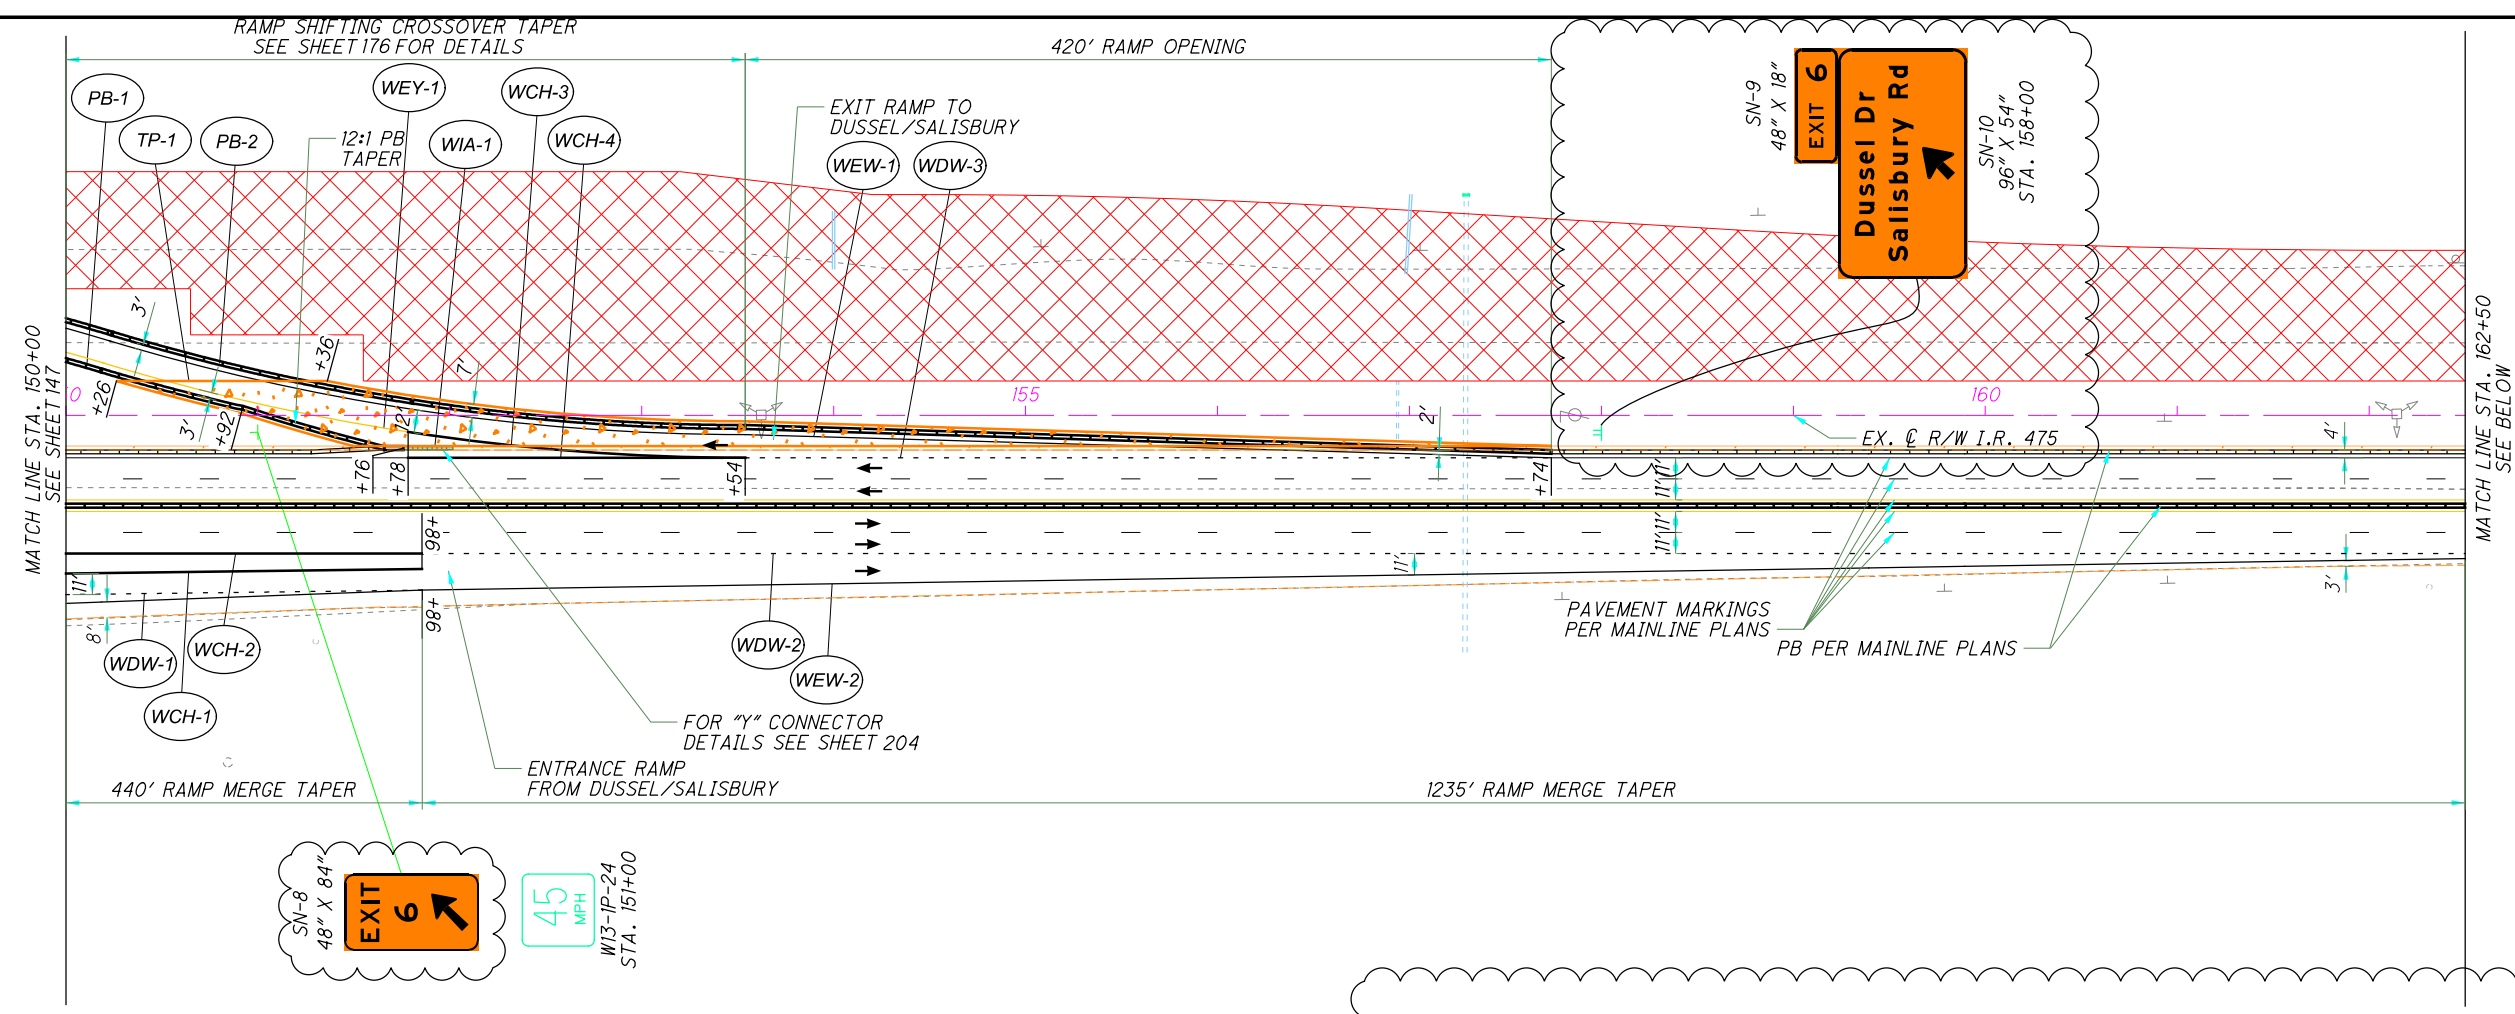 RAMP SHIFTING CROSSOVER TAPER
SEE SHEET 176 FOR DETAILS
420' RAMP OPENING
PB-1
TP-1
PB-2
12:1 PB
TAPER
WEY-1
WIA-1
WCH-3
WCH-4
EXIT RAMP TO
DUSSEL/SALISBURY
WEW-1
WDW-3
SN-9
48" X 18"
EXIT 6
Dussel Dr
Salisbury Rd
SN-10
96" X 54"
STA. 158+00
MATCH LINE STA. 150+00
SEE SHEET 147
MATCH LINE STA. 162+50
SEE BELOW
3'
+36
7'
0
+26
3'
+92
12'
155
2'
160
EX. ℄ R/W I.R. 475
4'
+76
+78
+54
+74
11'
11'
11'
11'
+86
+86
11'
8'
11'
3'
WDW-1
WCH-2
WCH-1
WDW-2
WEW-2
PAVEMENT MARKINGS
PER MAINLINE PLANS
PB PER MAINLINE PLANS
FOR "Y" CONNECTOR
DETAILS SEE SHEET 204
ENTRANCE RAMP
FROM DUSSEL/SALISBURY
440' RAMP MERGE TAPER
1235' RAMP MERGE TAPER
SN-8
48" X 84"
EXIT
6
45
MPH
W13-1P-24
STA. 151+00